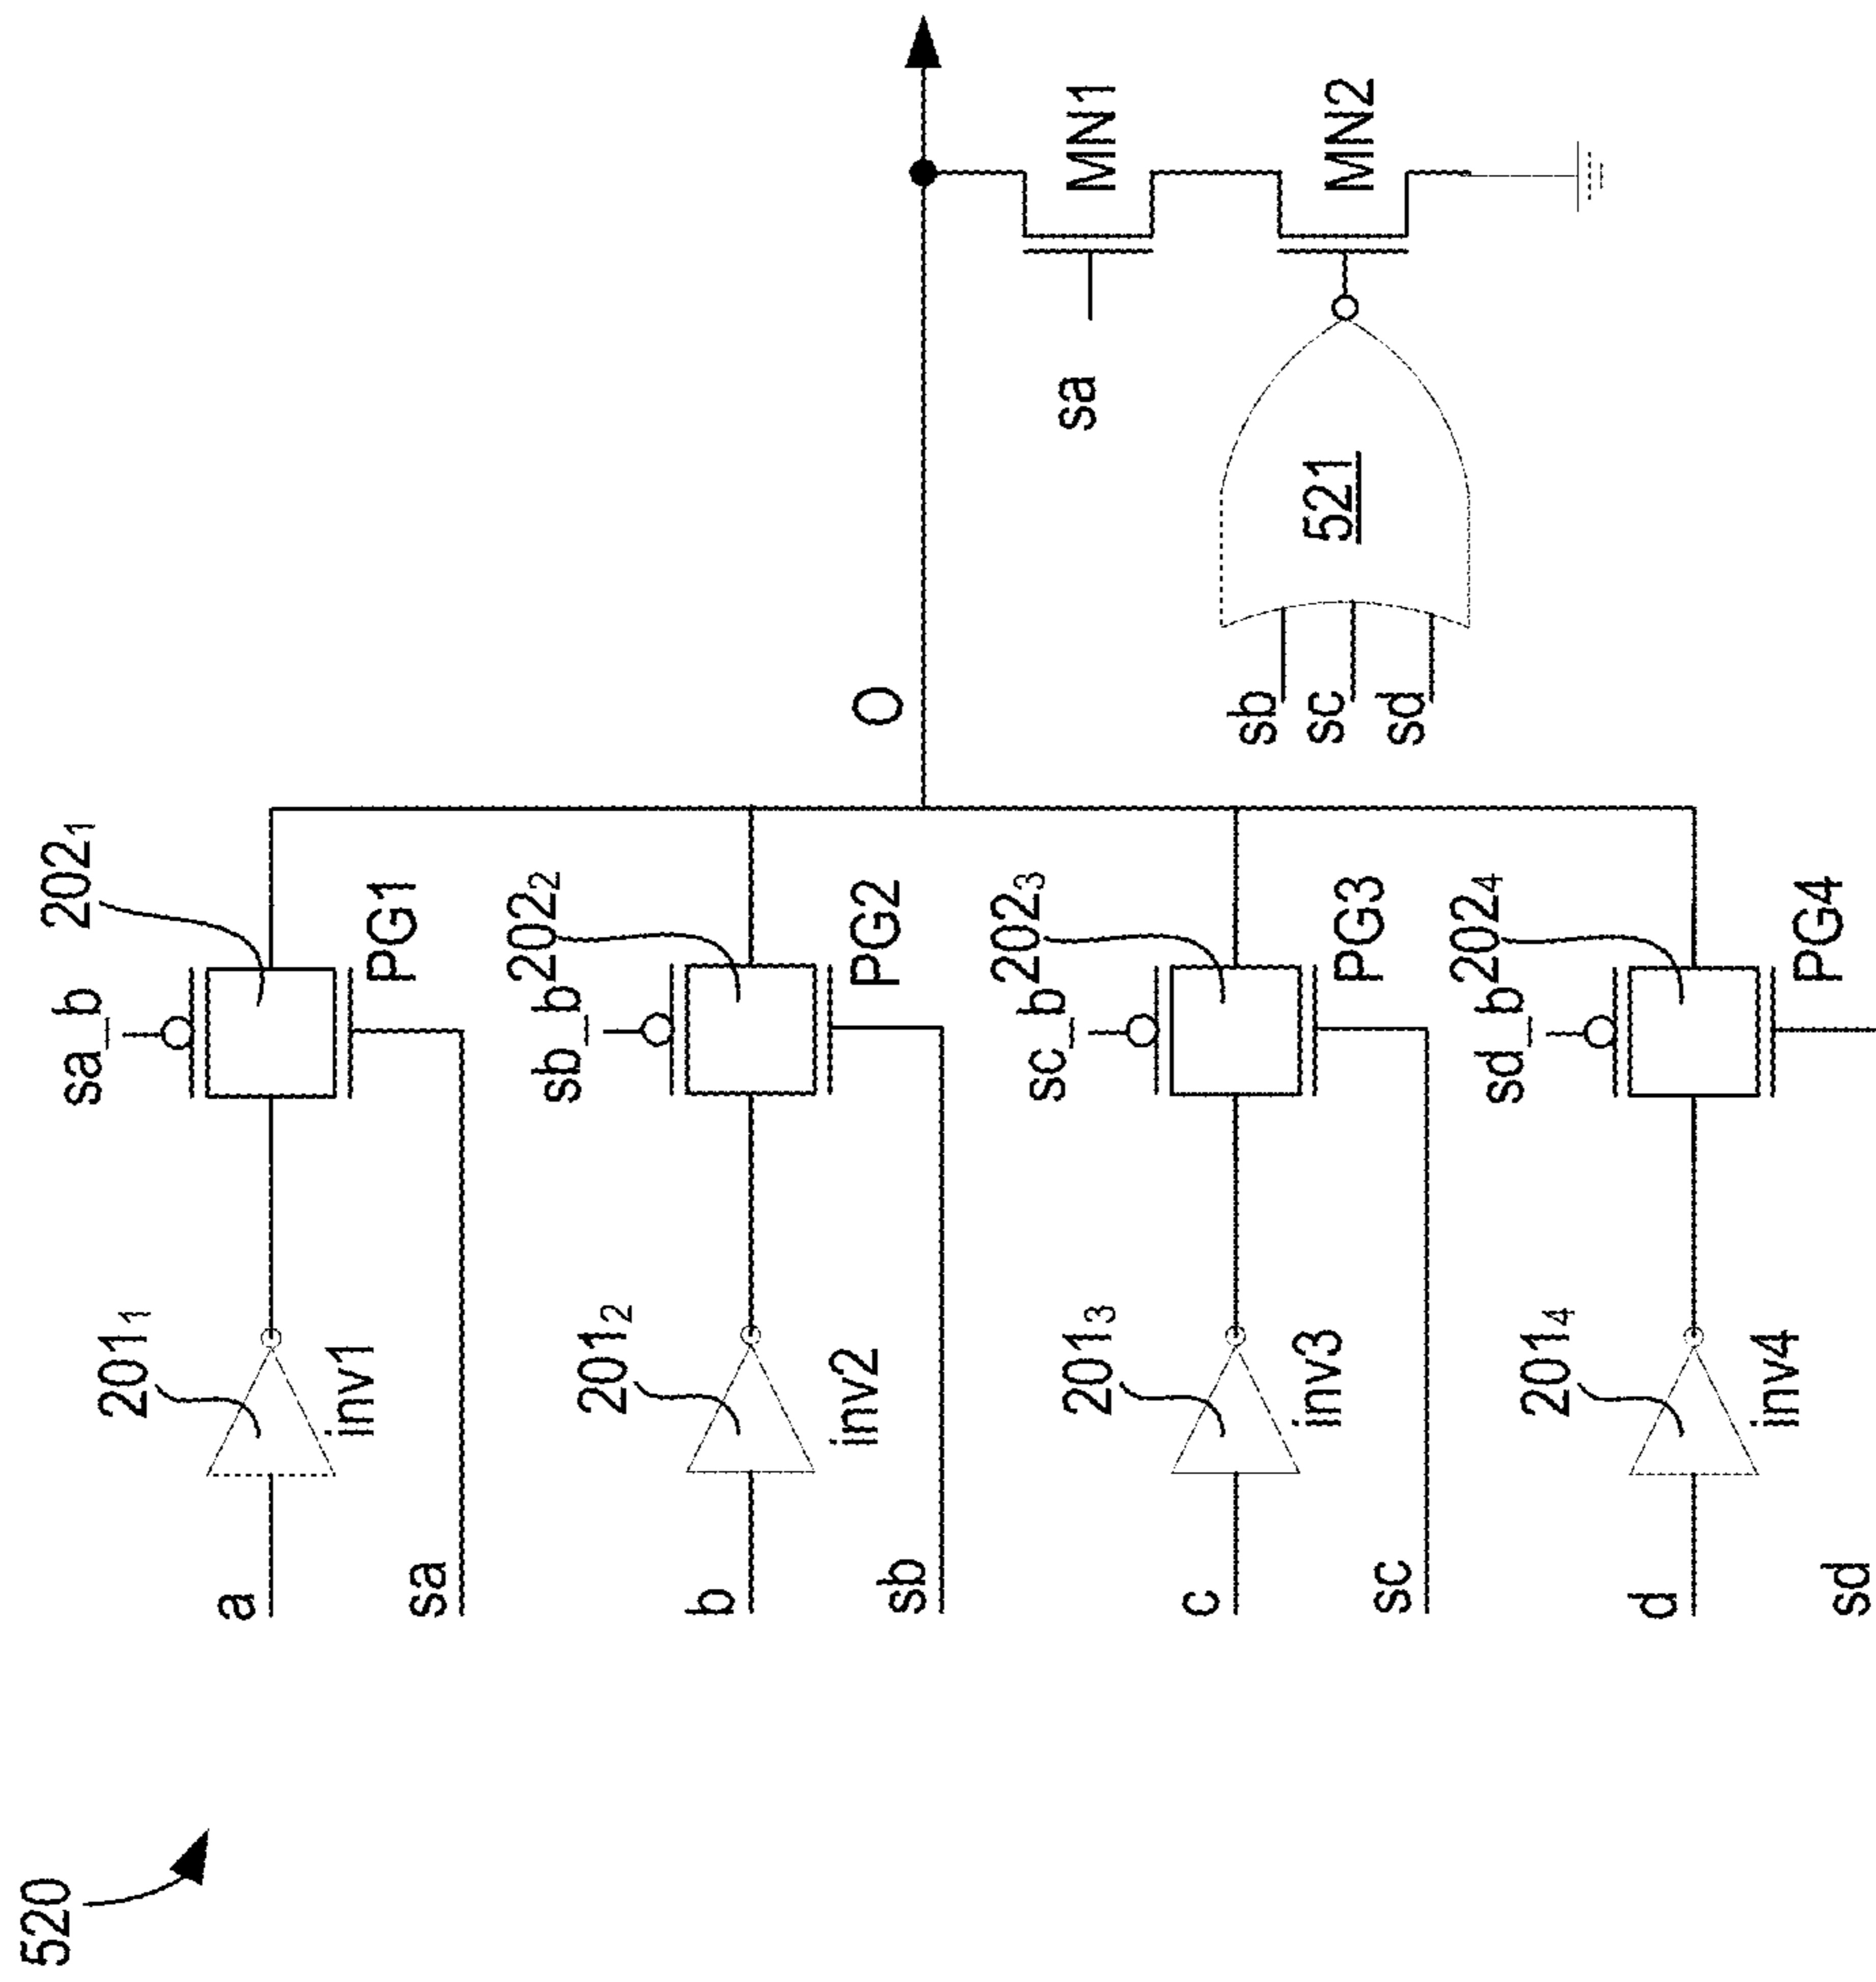 520
a
201₁
inv1
sa_b
202₁
PG1
sa
b
201₂
inv2
sb_b
202₂
PG2
sb
c
201₃
inv3
sc_b
202₃
PG3
sc
d
201₄
inv4
sd_b
202₄
PG4
sd
O
sa
MN1
sb
sc
sd
521
MN2